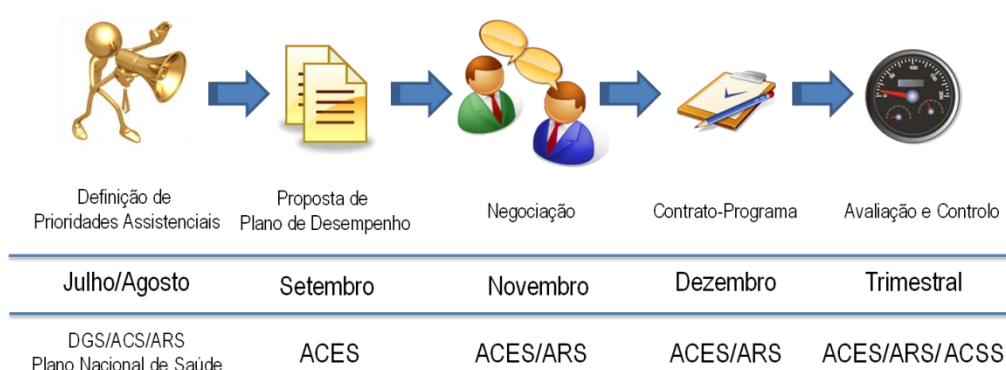 Definição de
Prioridades Assistenciais
Proposta de
Plano de Desempenho
Negociação
Contrato-Programa
Avaliação e Controlo
Julho/Agosto
Setembro
Novembro
Dezembro
Trimestral
DGS/ACS/ARS
Plano Nacional de Saúde
ACES
ACES/ARS
ACES/ARS
ACES/ARS/ACSS